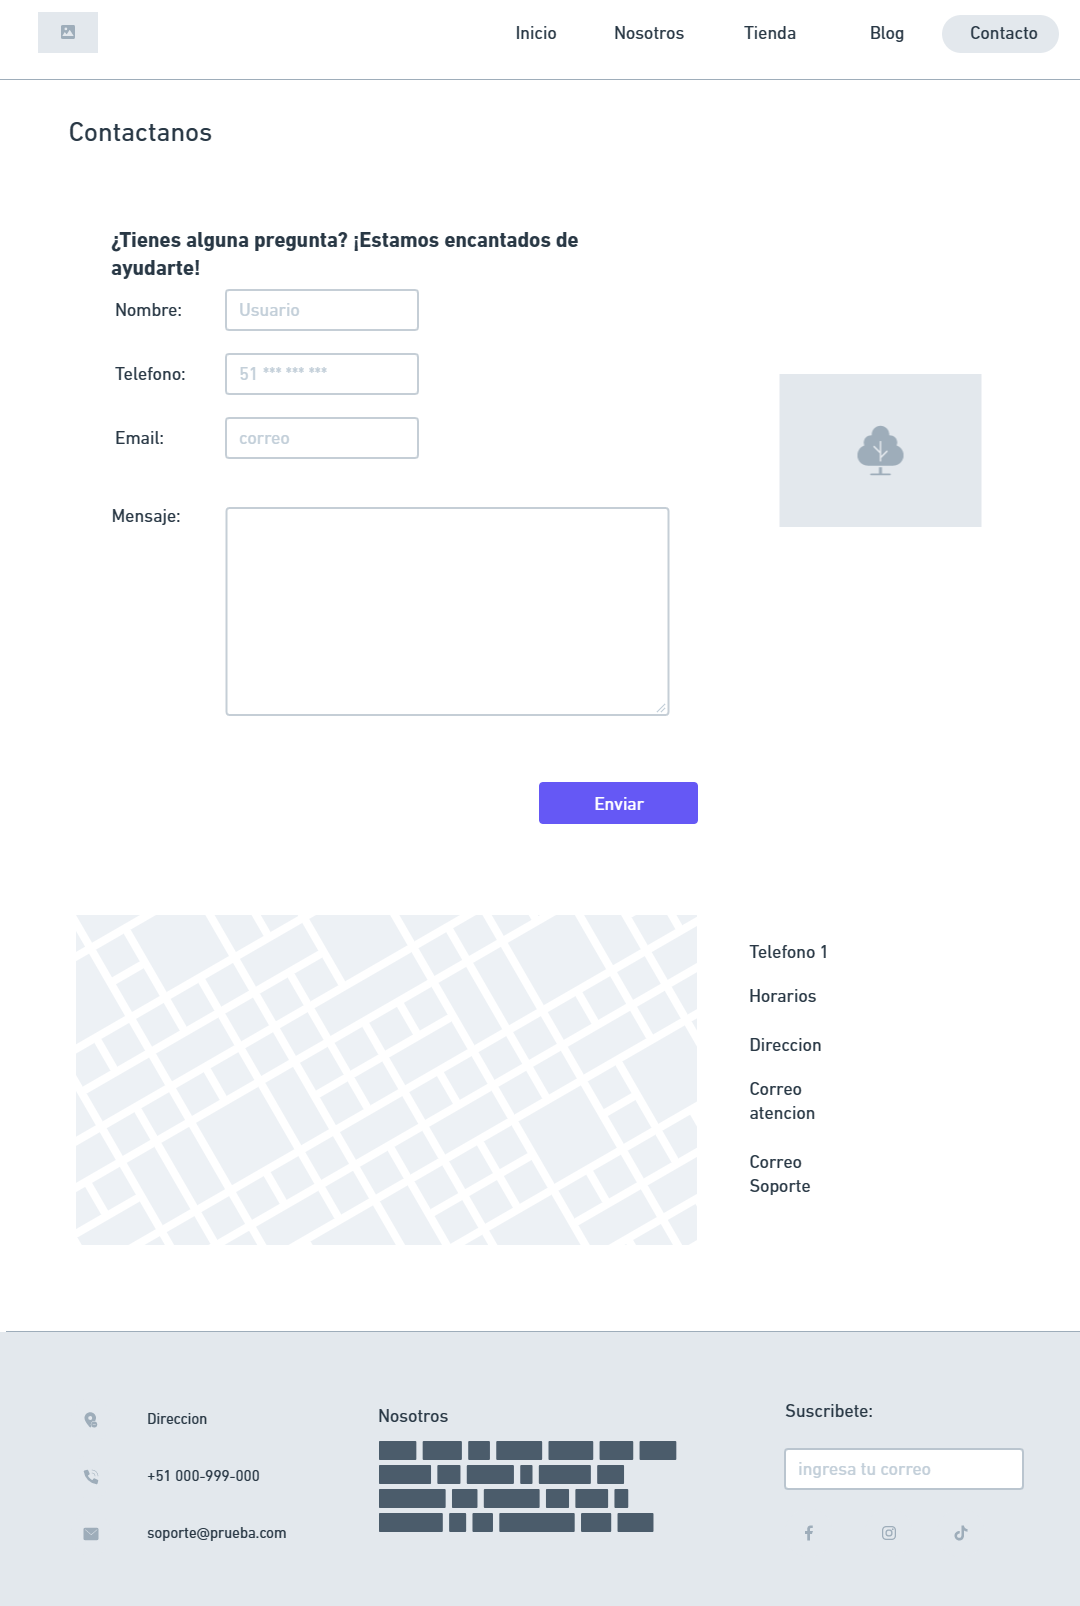 Inicio
Nosotros
Tienda
Blog
Contacto
Contactanos
¿Tienes alguna pregunta? ¡Estamos encantados de
ayudarte!
Nombre:
Usuario
Telefono:
51 *** *** ***
Email:
correo
Mensaje:
Enviar
Telefono 1
Horarios
Direccion
Correo
atencion
Correo
Soporte
Direccion
+51 000-999-000
soporte@prueba.com
Nosotros
Suscribete:
ingresa tu correo